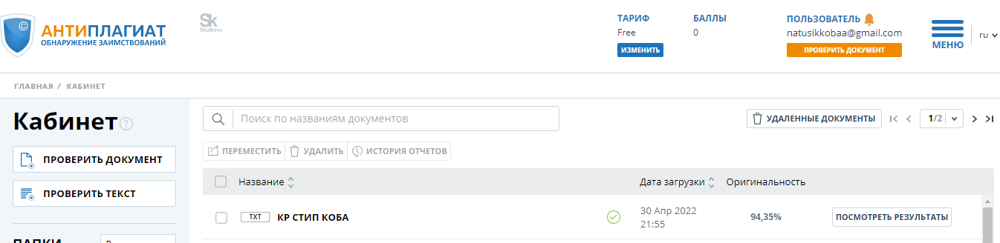 ©
АНТИПЛАГИАТ
ОБНАРУЖЕНИЕ ЗАИМСТВОВАНИЙ
Sk
Skolkovo
ТАРИФ
Free
ИЗМЕНИТЬ
БАЛЛЫ
0
ПОЛЬЗОВАТЕЛЬ
natusikkobaa@gmail.com
ПРОВЕРИТЬ ДОКУМЕНТ
МЕНЮ
ru
ГЛАВНАЯ / КАБИНЕТ
Кабинет ?
ПРОВЕРИТЬ ДОКУМЕНТ
ПРОВЕРИТЬ ТЕКСТ
Поиск по названиям документов
УДАЛЕННЫЕ ДОКУМЕНТЫ
1/2
ПЕРЕМЕСТИТЬ УДАЛИТЬ ИСТОРИЯ ОТЧЕТОВ
Название Дата загрузки Оригинальность
TXT КР СТИП КОБА
30 Апр 2022
21:55
94,35%
ПОСМОТРЕТЬ РЕЗУЛЬТАТЫ
ПАПКИ